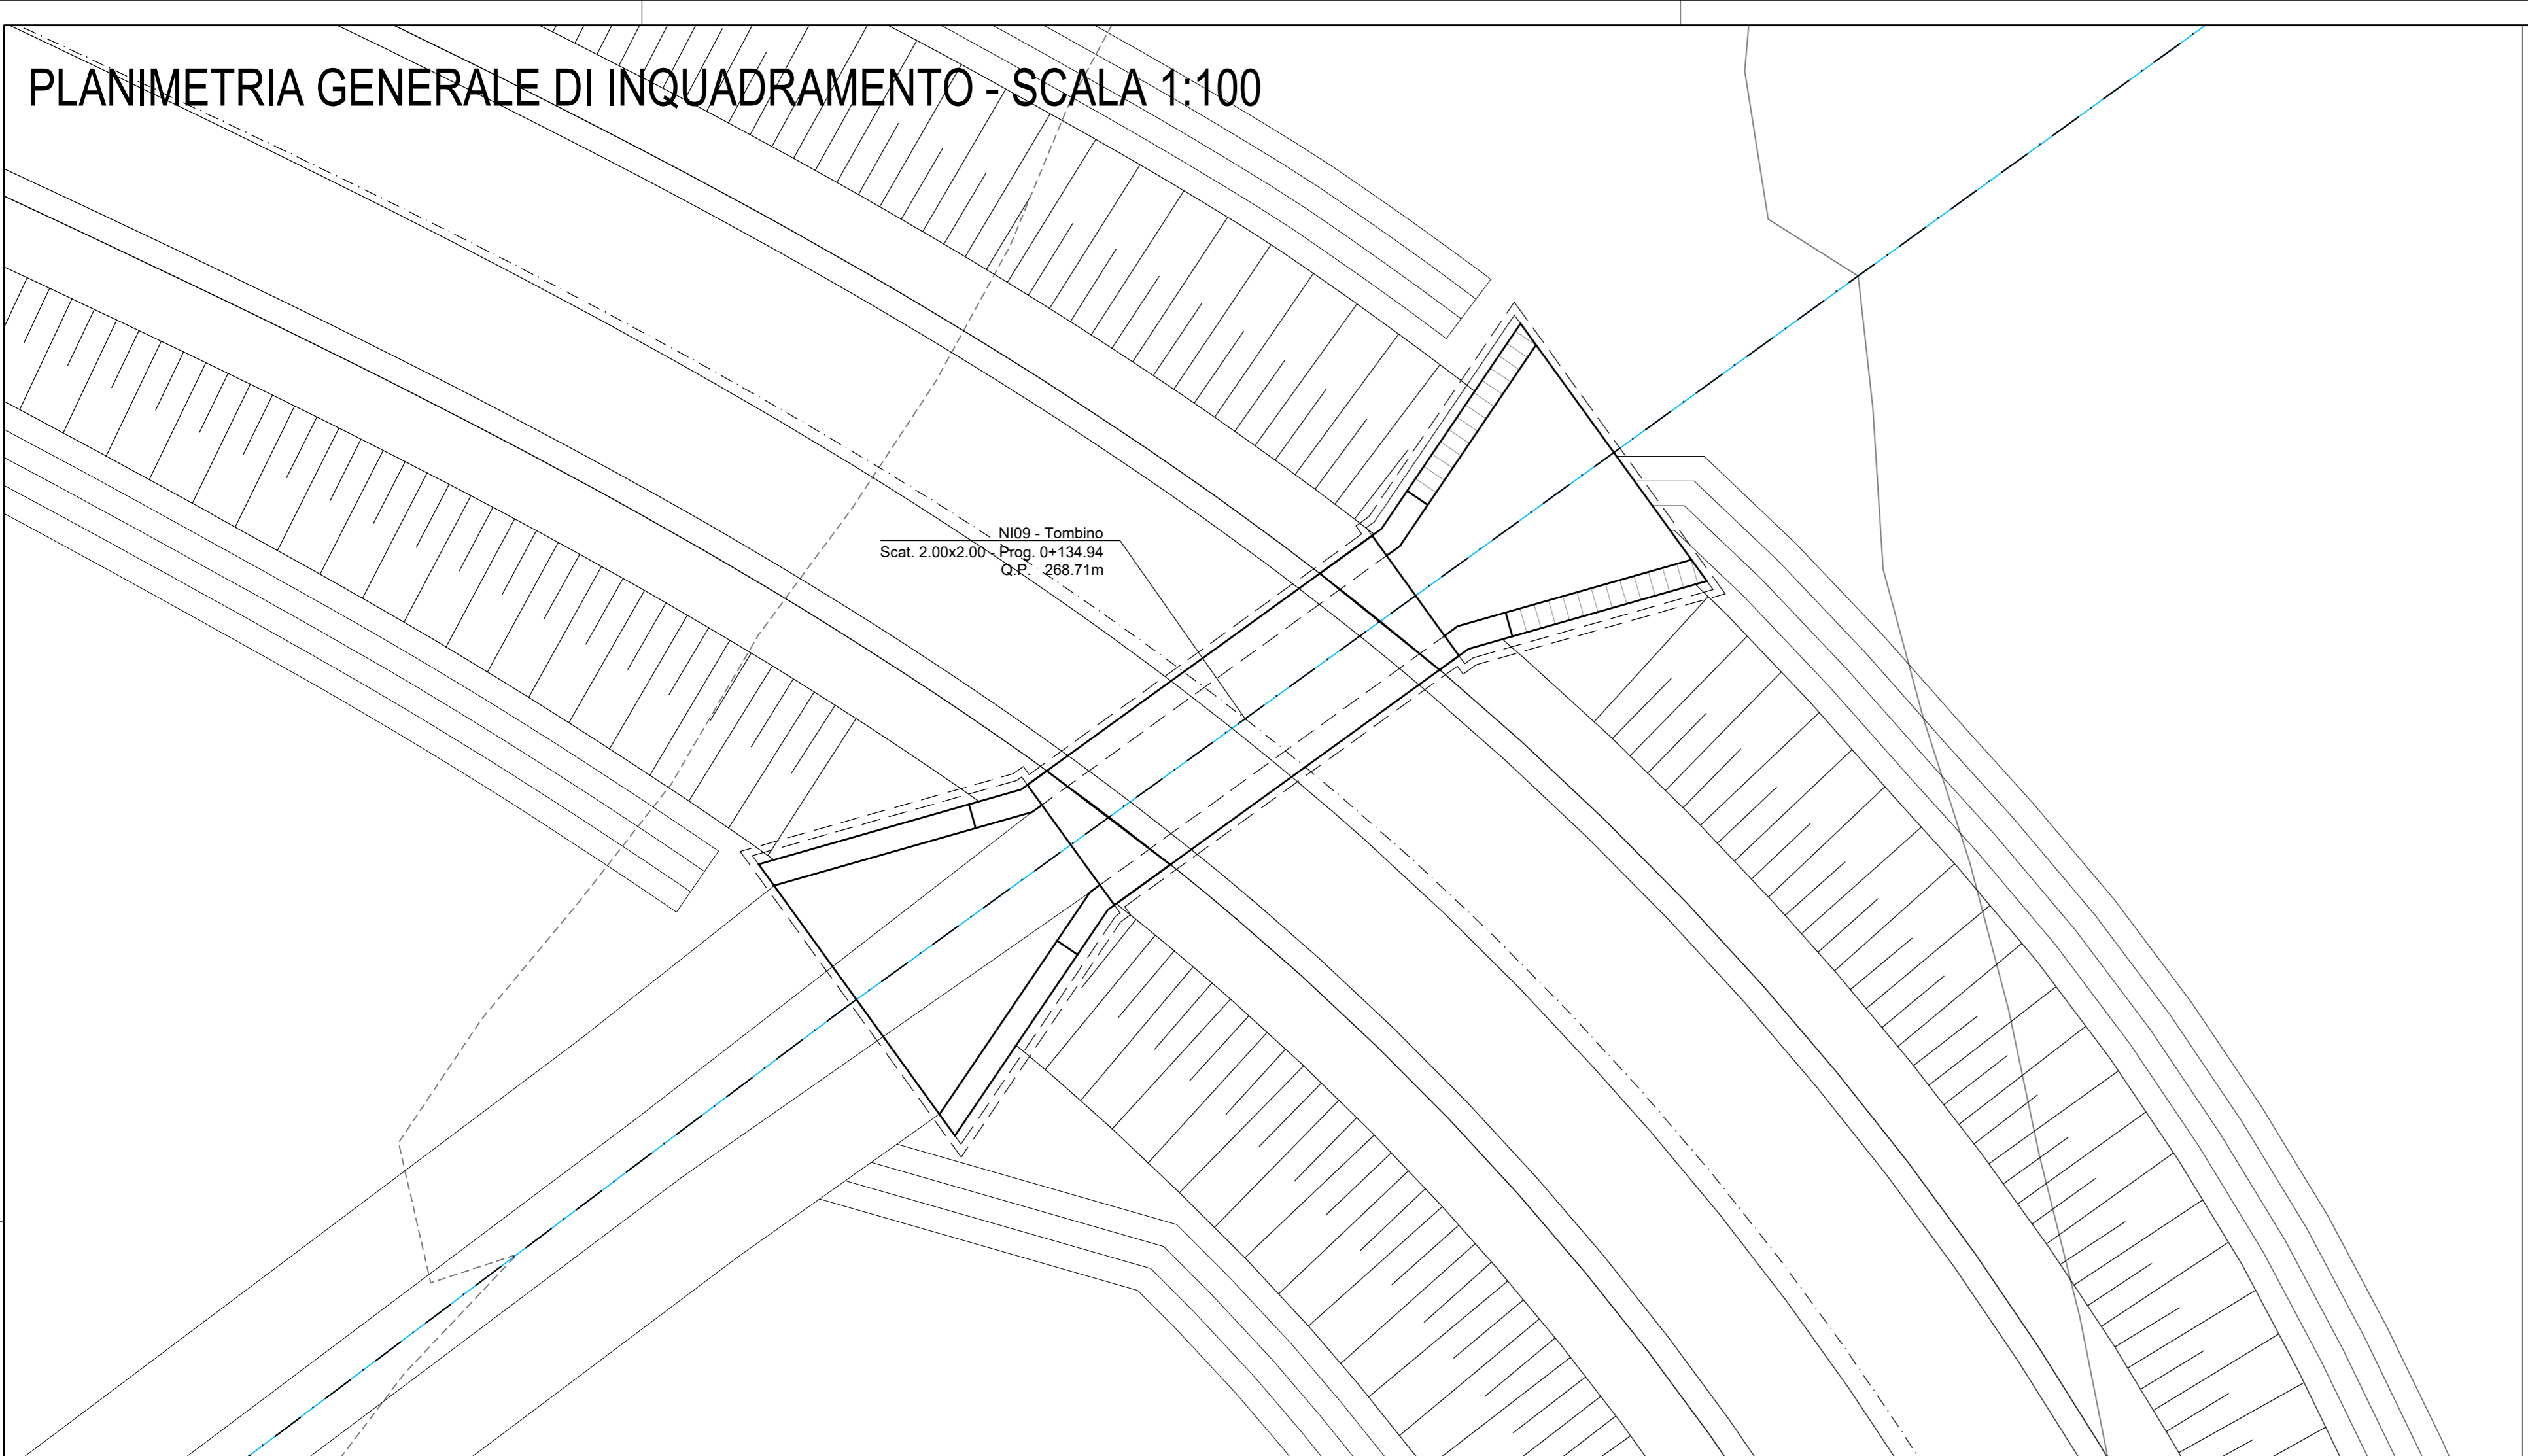 PLANIMETRIA GENERALE DI INQUADRAMENTO - SCALA 1:100
NI09 - Tombino
Scat. 2.00x2.00 - Prog. 0+134.94
Q.P. 268.71m